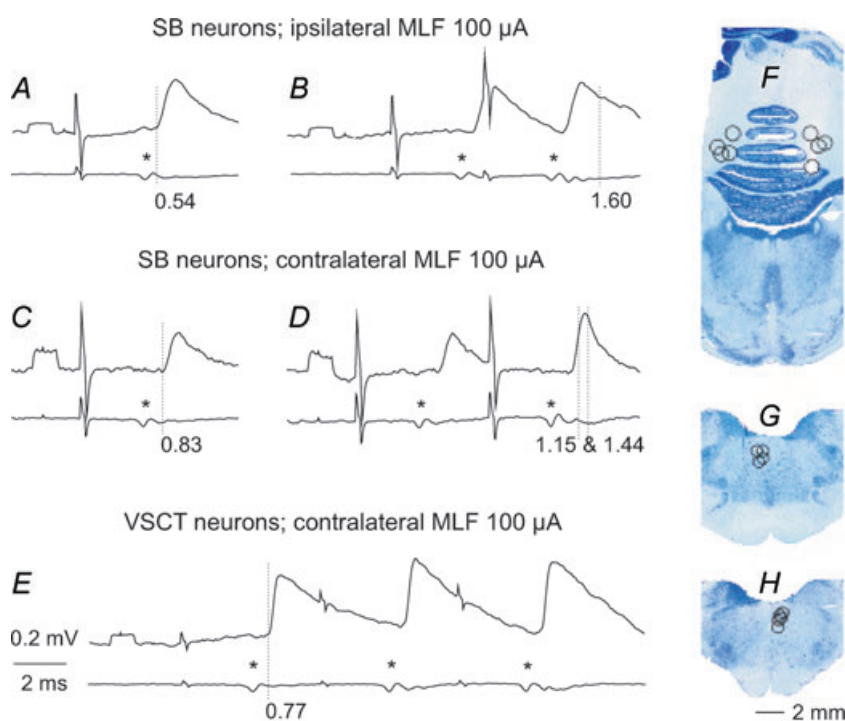 SB neurons; ipsilateral MLF 100 µA
A
B
F
*
*
*
0.54
1.60
SB neurons; contralateral MLF 100 µA
C
D
*
*
*
0.83
1.15 & 1.44
G
VSCT neurons; contralateral MLF 100 µA
E
H
0.2 mV
*
*
*
2 ms
0.77
2 mm